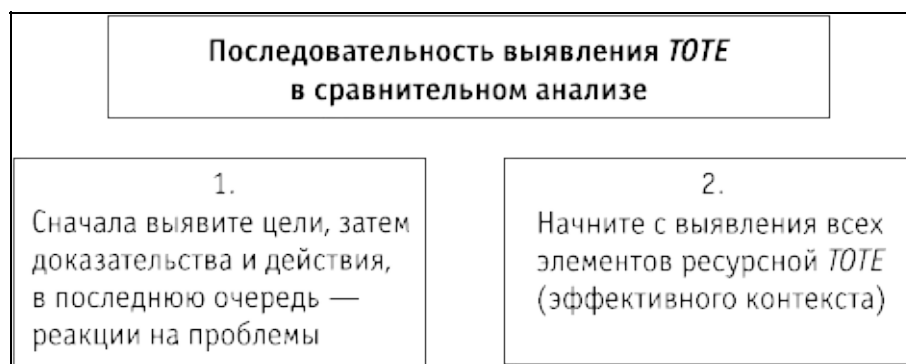 Последовательность выявления TOTE
в сравнительном анализе
1.
Сначала выявите цели, затем
доказательства и действия,
в последнюю очередь —
реакции на проблемы
2.
Начните с выявления всех
элементов ресурсной TOTE
(эффективного контекста)